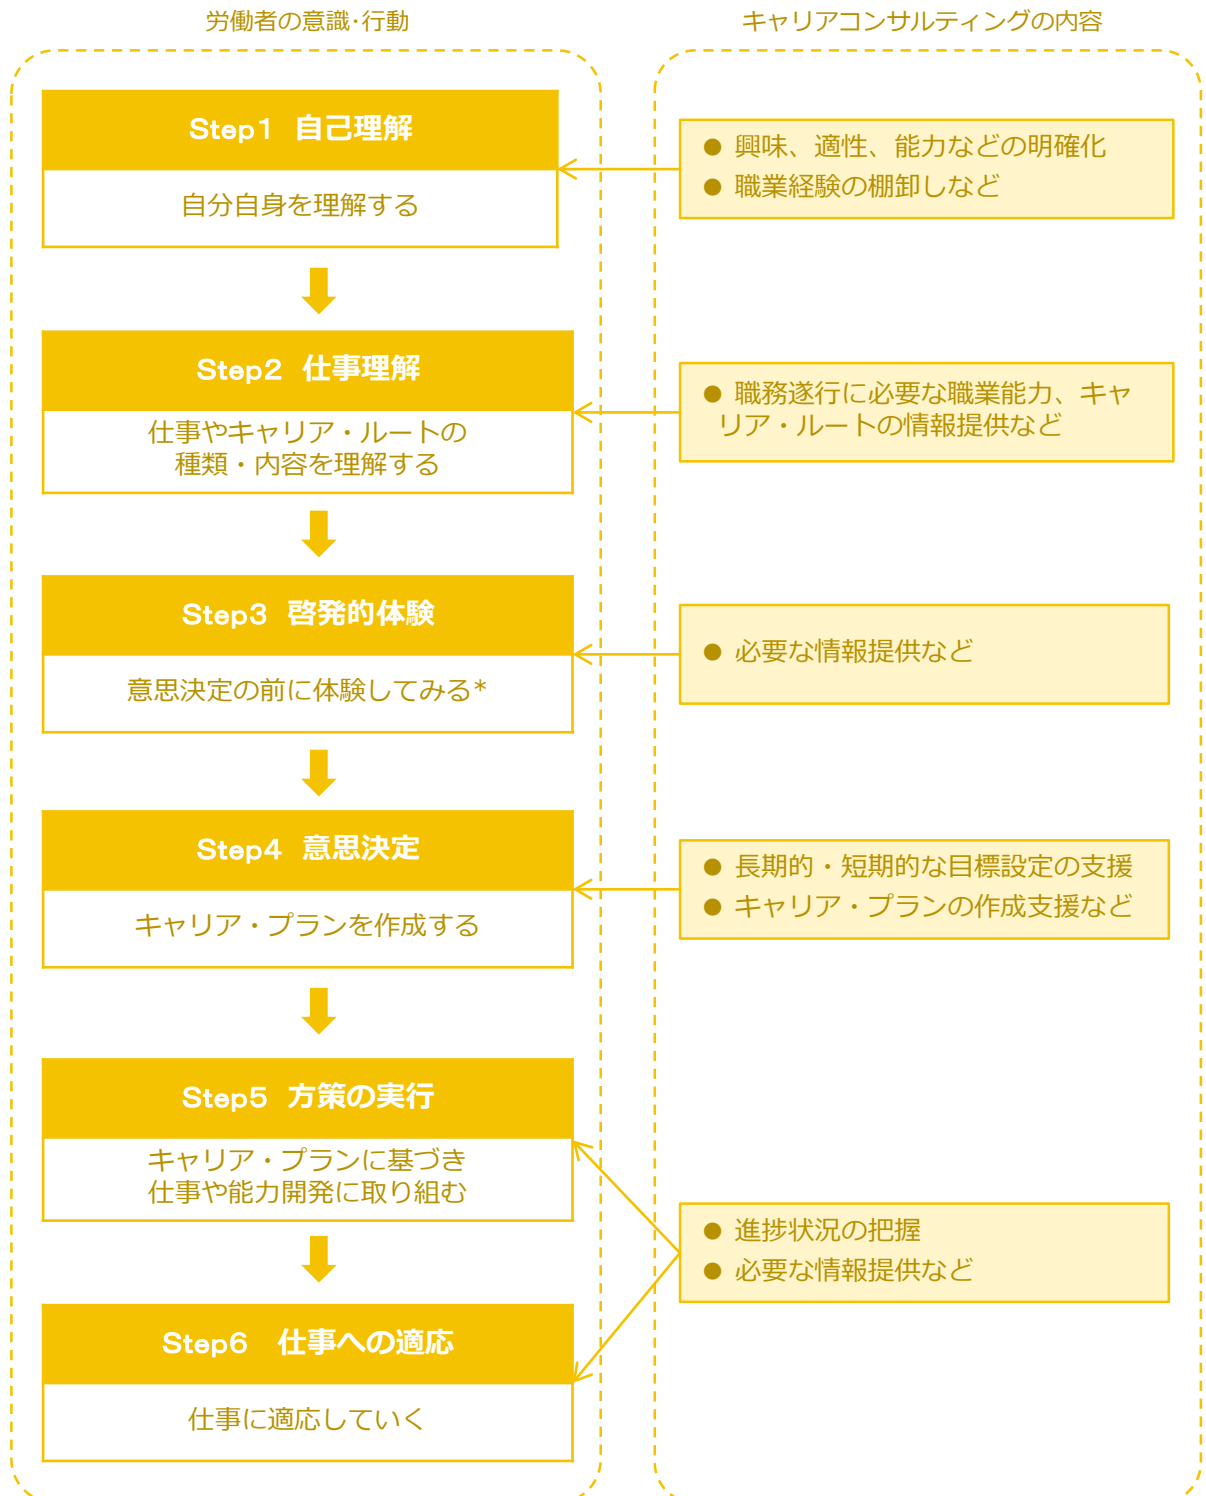 労働者の意識･行動
キャリアコンサルティングの内容
Step1 自己理解
自分自身を理解する
● 興味、適性、能力などの明確化
● 職業経験の棚卸しなど
Step2 仕事理解
仕事やキャリア・ルートの
種類・内容を理解する
● 職務遂行に必要な職業能力、キャ
リア・ルートの情報提供など
Step3 啓発的体験
意思決定の前に体験してみる*
● 必要な情報提供など
Step4 意思決定
キャリア・プランを作成する
● 長期的・短期的な目標設定の支援
● キャリア・プランの作成支援など
Step5 方策の実行
キャリア・プランに基づき
仕事や能力開発に取り組む
● 進捗状況の把握
● 必要な情報提供など
Step6 仕事への適応
仕事に適応していく